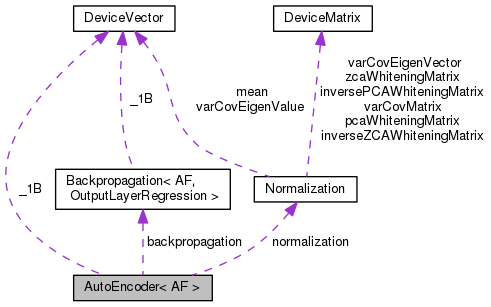 DeviceVector
DeviceMatrix
varCovEigenVector
zcaWhiteningMatrix
inversePCAWhiteningMatrix
varCovMatrix
pcaWhiteningMatrix
inverseZCAWhiteningMatrix
mean
varCovEigenValue
_1B
Backpropagation< AF,
OutputLayerRegression >
Normalization
_1B
backpropagation
normalization
AutoEncoder< AF >